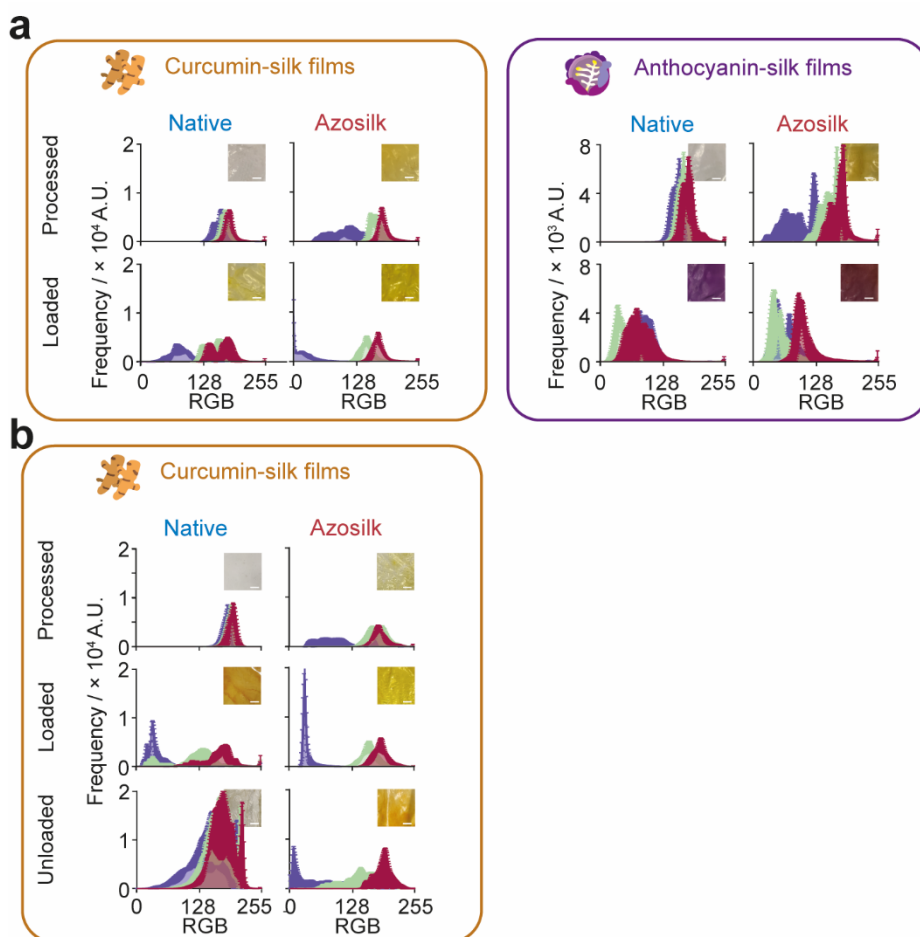 a
Curcumin-silk films
Native Azosilk
Processed
Loaded
Frequency / × 10⁴ A.U.
2
1
0
2
1
0
0 128 255 0 128 255
RGB RGB
Anthocyanin-silk films
Native Azosilk
Frequency / × 10³ A.U.
8
4
0
8
4
0
0 128 255 0 128 255
RGB RGB
b
Curcumin-silk films
Native Azosilk
Processed
Loaded
Unloaded
Frequency / × 10⁴ A.U.
2
1
0
2
1
0
2
1
0
0 128 255 0 128 255
RGB RGB